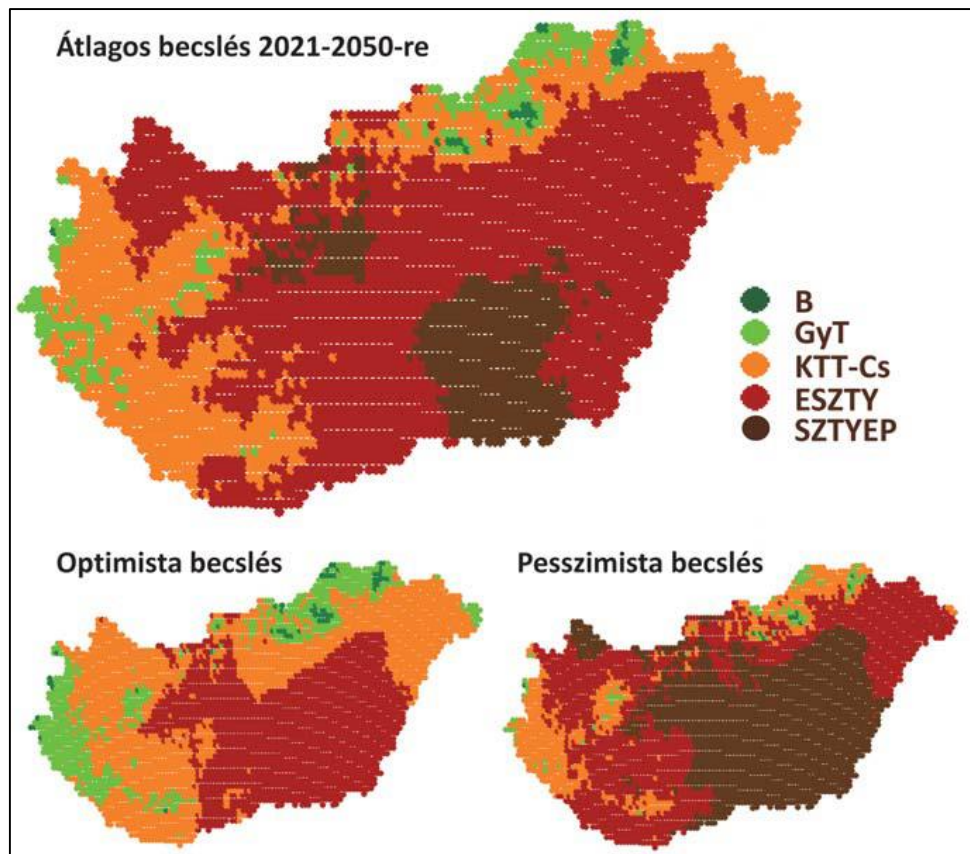 Átlagos becslés 2021-2050-re
B
GyT
KTT-Cs
ESZTY
SZTYEP
Optimista becslés
Pesszimista becslés